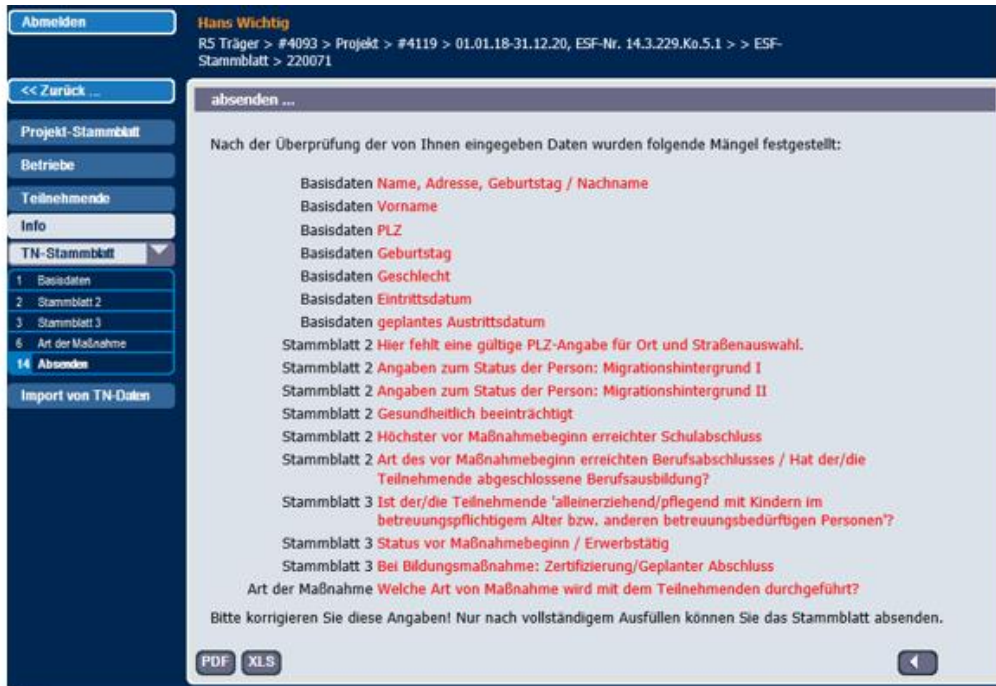 Abmelden
Hans Wichtig
R5 Träger > #4093 > Projekt > #4119 > 01.01.18-31.12.20, ESF-Nr. 14.3.229.Ko.5.1 > > ESF-
Stammblatt > 220071
<< Zurück ...
absenden ...
Projekt-Stammblatt
Betriebe
Teilnehmende
Info
TN-Stammblatt
1 Basisdaten
2 Stammblatt 2
3 Stammblatt 3
6 Art der Maßnahme
14 Absenden
Import von TN-Daten
Nach der Überprüfung der von Ihnen eingegeben Daten wurden folgende Mängel festgestellt:
Basisdaten Name, Adresse, Geburtstag / Nachname
Basisdaten Vorname
Basisdaten PLZ
Basisdaten Geburtstag
Basisdaten Geschlecht
Basisdaten Eintrittsdatum
Basisdaten geplantes Austrittsdatum
Stammblatt 2 Hier fehlt eine gültige PLZ-Angabe für Ort und Straßenauswahl.
Stammblatt 2 Angaben zum Status der Person: Migrationshintergrund I
Stammblatt 2 Angaben zum Status der Person: Migrationshintergrund II
Stammblatt 2 Gesundheitlich beeinträchtigt
Stammblatt 2 Höchster vor Maßnahmebeginn erreichter Schulabschluss
Stammblatt 2 Art des vor Maßnahmebeginn erreichten Berufsabschlusses / Hat der/die
Teilnehmende abgeschlossene Berufsausbildung?
Stammblatt 3 Ist der/die Teilnehmende 'alleinerziehend/pflegend mit Kindern im
betreuungspflichtigem Alter bzw. anderen betreuungsbedürftigen Personen'?
Stammblatt 3 Status vor Maßnahmebeginn / Erwerbstätig
Stammblatt 3 Bei Bildungsmaßnahme: Zertifizierung/Geplanter Abschluss
Art der Maßnahme Welche Art von Maßnahme wird mit dem Teilnehmenden durchgeführt?
Bitte korrigieren Sie diese Angaben! Nur nach vollständigem Ausfüllen können Sie das Stammblatt absenden.
PDF XLS